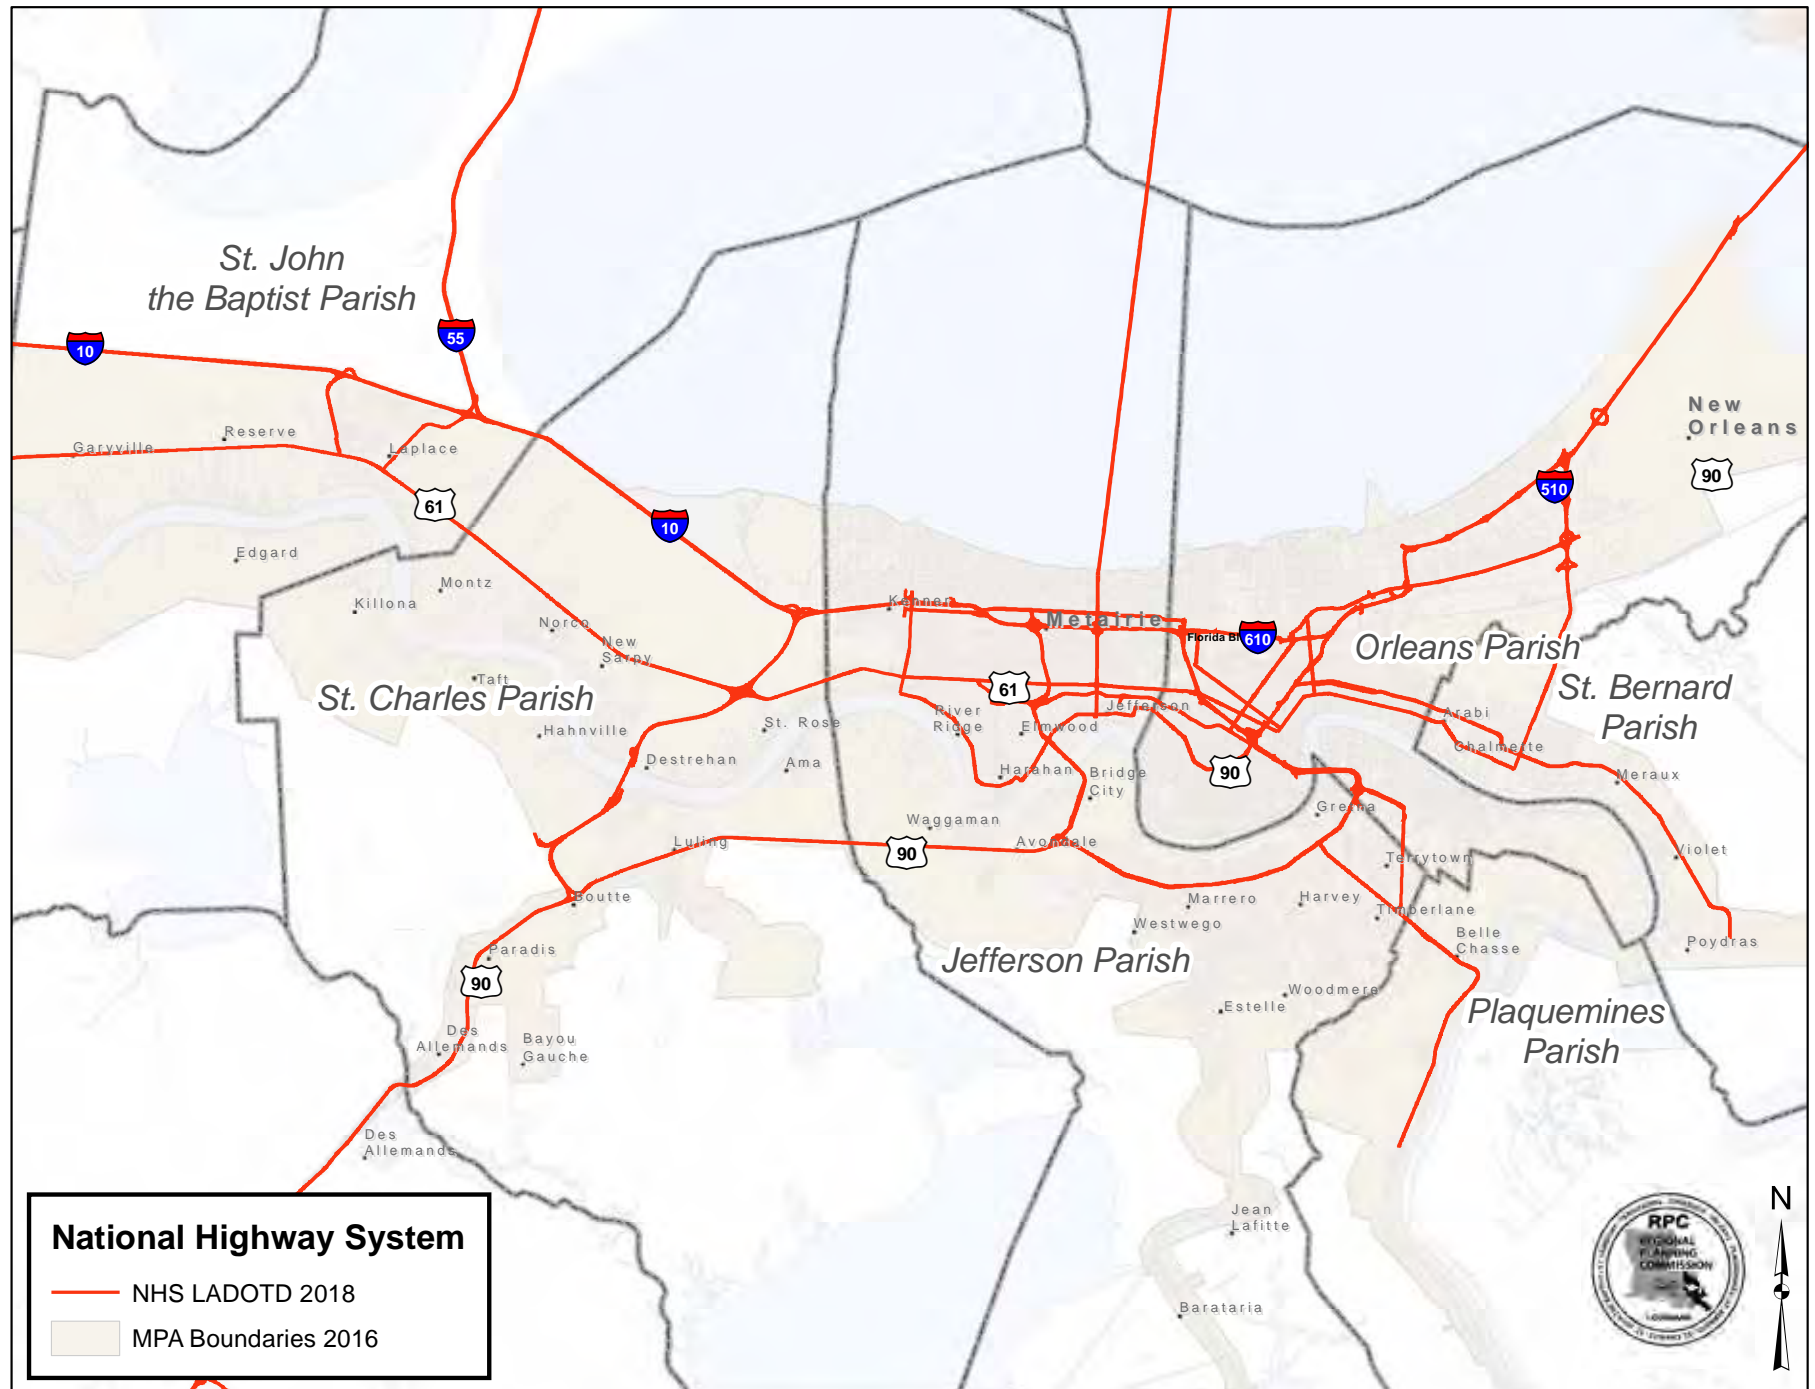 St. John
the Baptist Parish
10
55
New
Orleans
Reserve
Garyville
Laplace
61
510
90
10
Edgard
Montz
Killona
Kenner
Norco
New
Sarpy
Metairie
Florida Bl
610
Orleans Parish
Taft
St. Charles Parish
61
St. Bernard
Parish
River
Ridge
Jefferson
Elmwood
St. Rose
Arabi
Hahnville
Chalmette
Destrehan
Ama
Harahan
Bridge
City
90
Meraux
Gretna
Waggaman
Luling
90
Avondale
Terrytown
Violet
Boutte
Marrero
Harvey
Timberlane
Westwego
Belle
Chasse
Poydras
Paradis
Jefferson Parish
90
Woodmere
Estelle
Plaquemines
Parish
Des
Allemands
Bayou
Gauche
Des
Allemands
Jean
Lafitte
Barataria
National Highway System
NHS LADOTD 2018
MPA Boundaries 2016
RPC
REGIONAL
PLANNING
COMMISSION
N